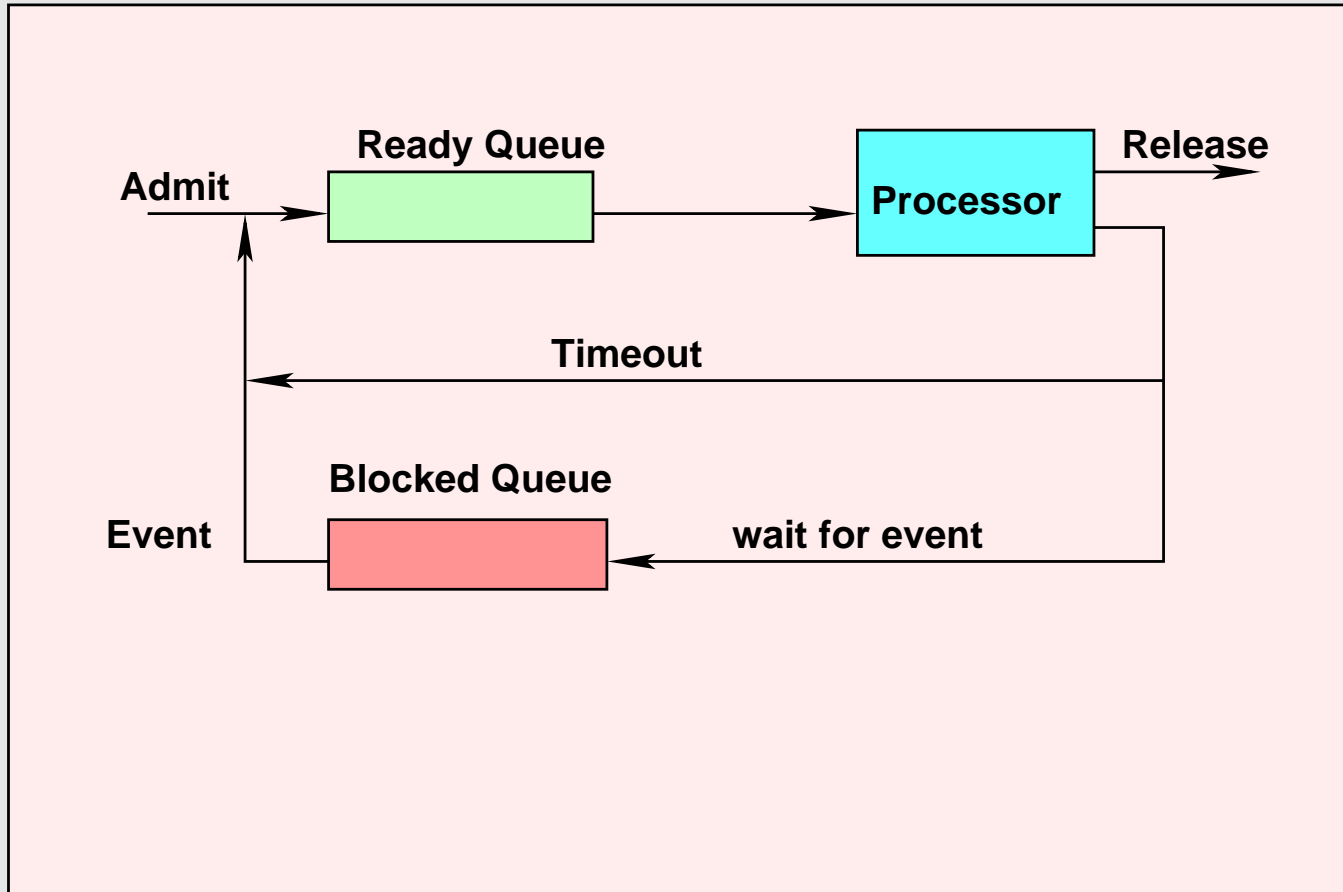 Ready Queue
Release
Admit
Processor
Timeout
Blocked Queue
Event
wait for event